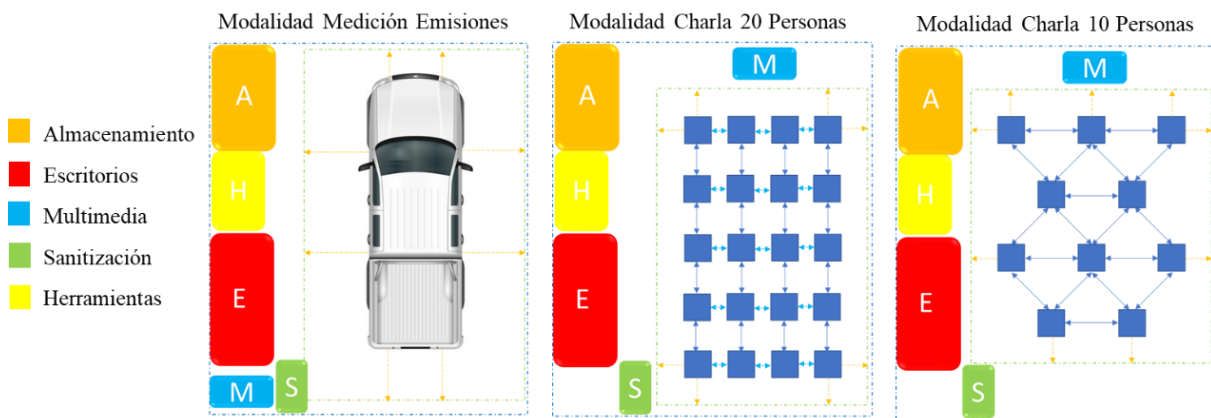 Modalidad Medición Emisiones
Modalidad Charla 20 Personas
Modalidad Charla 10 Personas
Almacenamiento
Escritorios
Multimedia
Sanitización
Herramientas
A
H
E
M
S
M
A
H
E
S
M
A
H
E
S